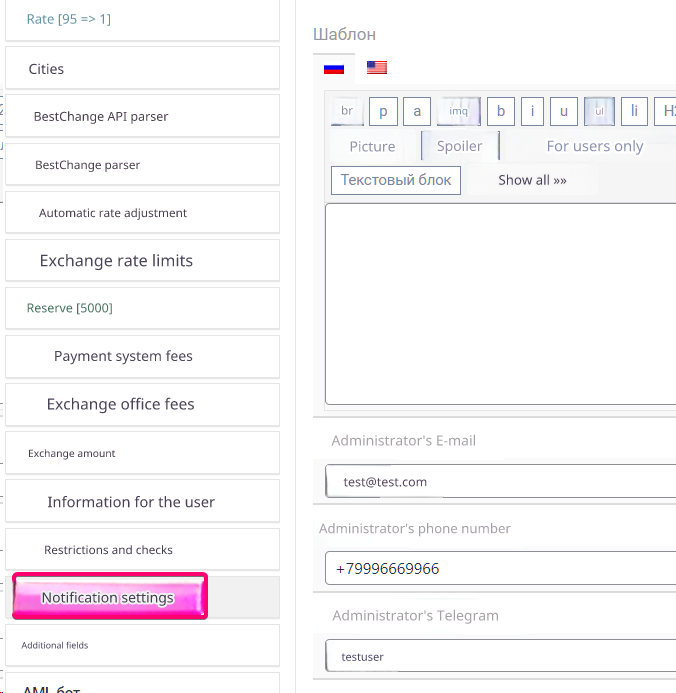 Rate [95 => 1]
Cities
BestChange API parser
BestChange parser
Automatic rate adjustment
Exchange rate limits
Reserve [5000]
Payment system fees
Exchange office fees
Exchange amount
Information for the user
Restrictions and checks
Notification settings
Additional fields
AML бот
Шаблон
br p a imq b i u ul li
Picture Spoiler For users only
Текстовый блок Show all »»
Administrator's E-mail
test@test.com
Administrator's phone number
+79996669966
Administrator's Telegram
testuser